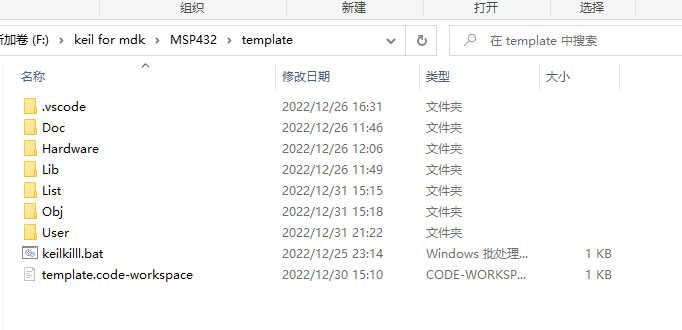 组织 新建 打开 选择
新加卷 (F:) keil for mdk MSP432 template 在 template 中搜索
名称 修改日期 类型 大小
.vscode 2022/12/26 16:31 文件夹
Doc 2022/12/26 11:46 文件夹
Hardware 2022/12/26 12:06 文件夹
Lib 2022/12/26 11:49 文件夹
List 2022/12/31 15:15 文件夹
Obj 2022/12/31 15:18 文件夹
User 2022/12/31 21:22 文件夹
keilkilll.bat 2022/12/25 23:14 Windows 批处理... 1 KB
template.code-workspace 2022/12/30 15:10 CODE-WORKSP... 1 KB